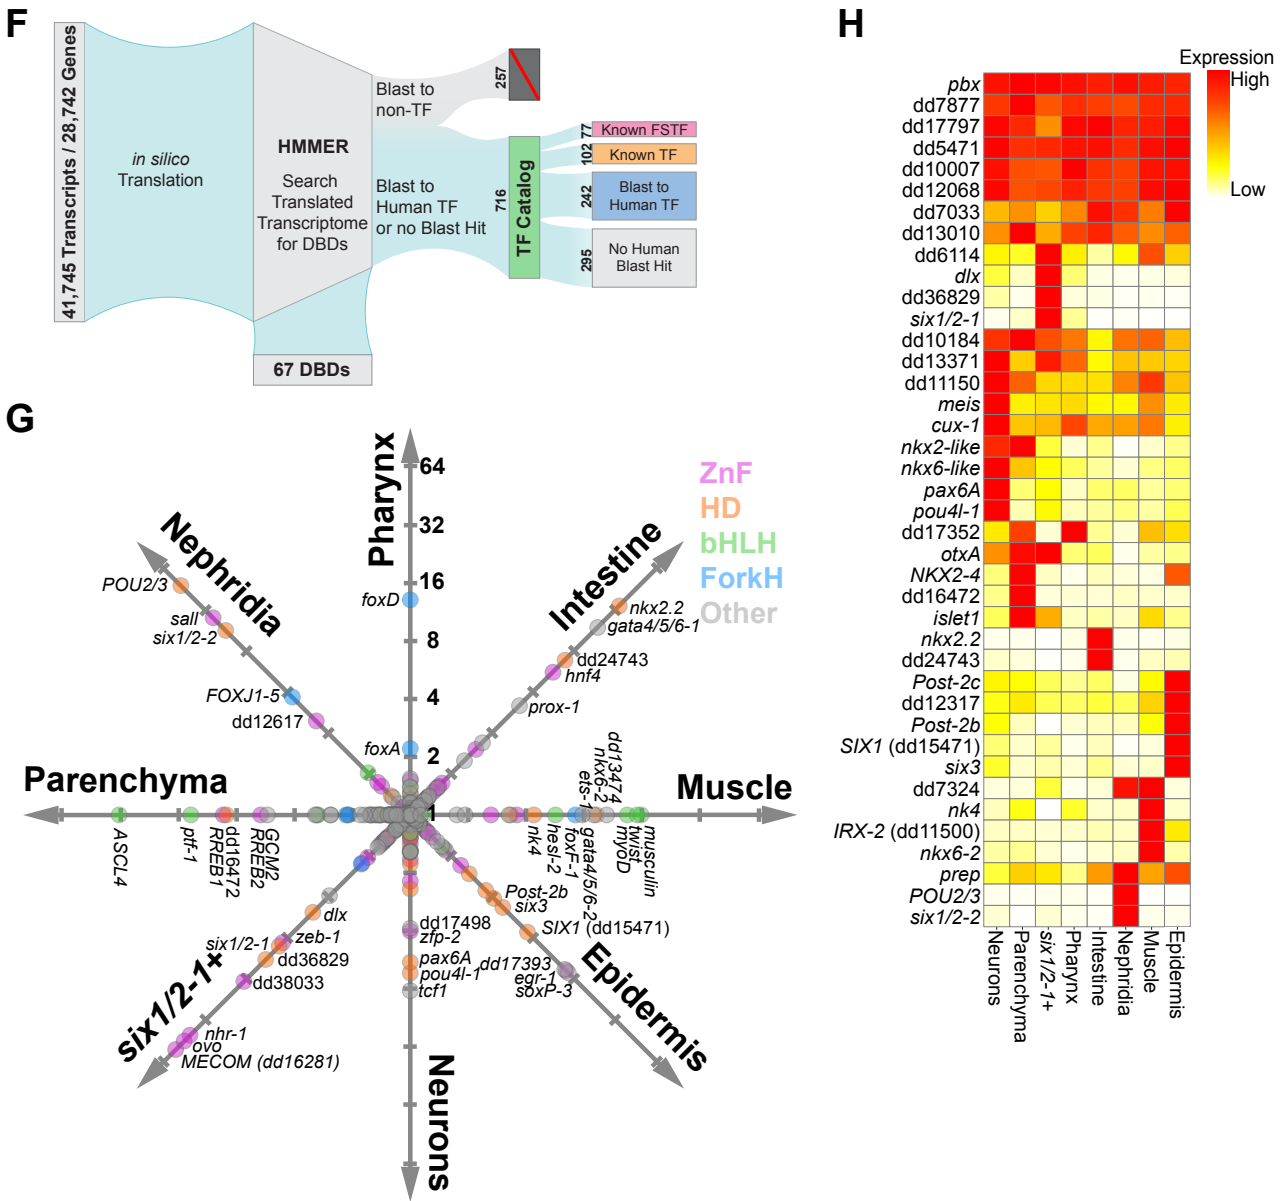 F
41,745 Transcripts / 28,742 Genes
in silico
Translation
HMMER
Search
Translated
Transcriptome
for DBDs
67 DBDs
Blast to
non-TF
257
Blast to
Human TF
or no Blast Hit
716
TF Catalog
77
Known FSTF
102
Known TF
242
Blast to
Human TF
295
No Human
Blast Hit
G
Pharynx
64
32
16
8
4
2
1
foxD
foxA
ZnF
HD
bHLH
ForkH
Other
Nephridia
POU2/3
sall
six1/2-2
FOXJ1-5
dd12617
Intestine
nkx2.2
gata4/5/6-1
dd24743
hnf4
prox-1
Parenchyma
ASCL4
ptf-1
RREB1
dd16472
RREB2
GCM2
Muscle
nk4
hesl-2
foxF-1
ets-1
gata4/5/6-2
nkx6-2
dd13474
myoD
twist
musculin
six1/2-1+
dlx
zeb-1
six1/2-1
dd36829
dd38033
nhr-1
ovo
MECOM (dd16281)
Neurons
dd17498
zfp-2
pax6A
pou4l-1
tcf1
Epidermis
Post-2b
six3
SIX1 (dd15471)
dd17393
egr-1
soxP-3
H
Expression
High
Low
pbx
dd7877
dd17797
dd5471
dd10007
dd12068
dd7033
dd13010
dd6114
dlx
dd36829
six1/2-1
dd10184
dd13371
dd11150
meis
cux-1
nkx2-like
nkx6-like
pax6A
pou4l-1
dd17352
otxA
NKX2-4
dd16472
islet1
nkx2.2
dd24743
Post-2c
dd12317
Post-2b
SIX1 (dd15471)
six3
dd7324
nk4
IRX-2 (dd11500)
nkx6-2
prep
POU2/3
six1/2-2
Neurons
Parenchyma
six1/2-1+
Pharynx
Intestine
Nephridia
Muscle
Epidermis